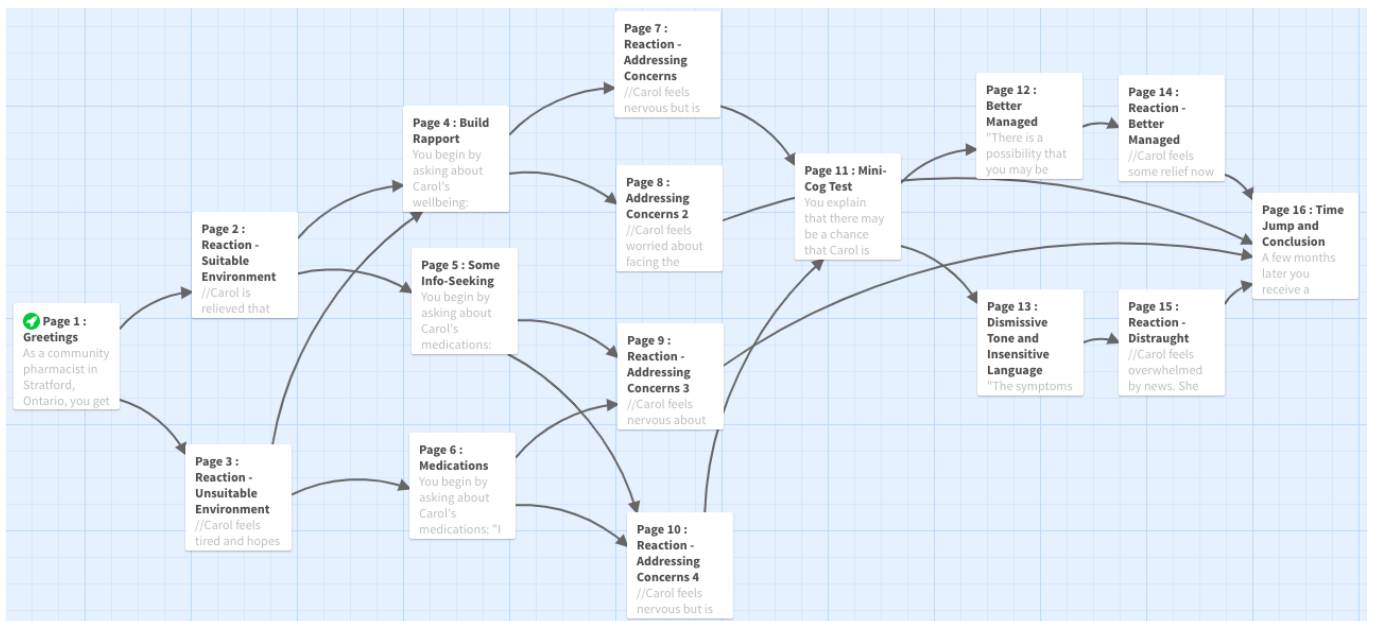 Page 1 :
Greetings
As a community
pharmacist in
Stratford,
Ontario, you get
Page 2 :
Reaction -
Suitable
Environment
//Carol is
relieved that
Page 3 :
Reaction -
Unsuitable
Environment
//Carol feels
tired and hopes
Page 4 : Build
Rapport
You begin by
asking about
Carol's
wellbeing:
Page 5 : Some
Info-Seeking
You begin by
asking about
Carol's
medications:
Page 6 :
Medications
You begin by
asking about
Carol's
medications: "I
Page 7 :
Reaction -
Addressing
Concerns
//Carol feels
nervous but is
Page 8 :
Addressing
Concerns 2
//Carol feels
worried about
facing the
Page 9 :
Reaction -
Addressing
Concerns 3
//Carol feels
nervous about
Page 10 :
Reaction -
Addressing
Concerns 4
//Carol feels
nervous but is
Page 11 : Mini-
Cog Test
You explain
that there may
be a chance
that Carol is
Page 12 :
Better
Managed
"There is a
possibility that
you may be
Page 13 :
Dismissive
Tone and
Insensitive
Language
"The symptoms
Page 14 :
Reaction -
Better
Managed
//Carol feels
some relief now
Page 15 :
Reaction -
Distraught
//Carol feels
overwhelmed
by news. She
Page 16 : Time
Jump and
Conclusion
A few months
later you
receive a